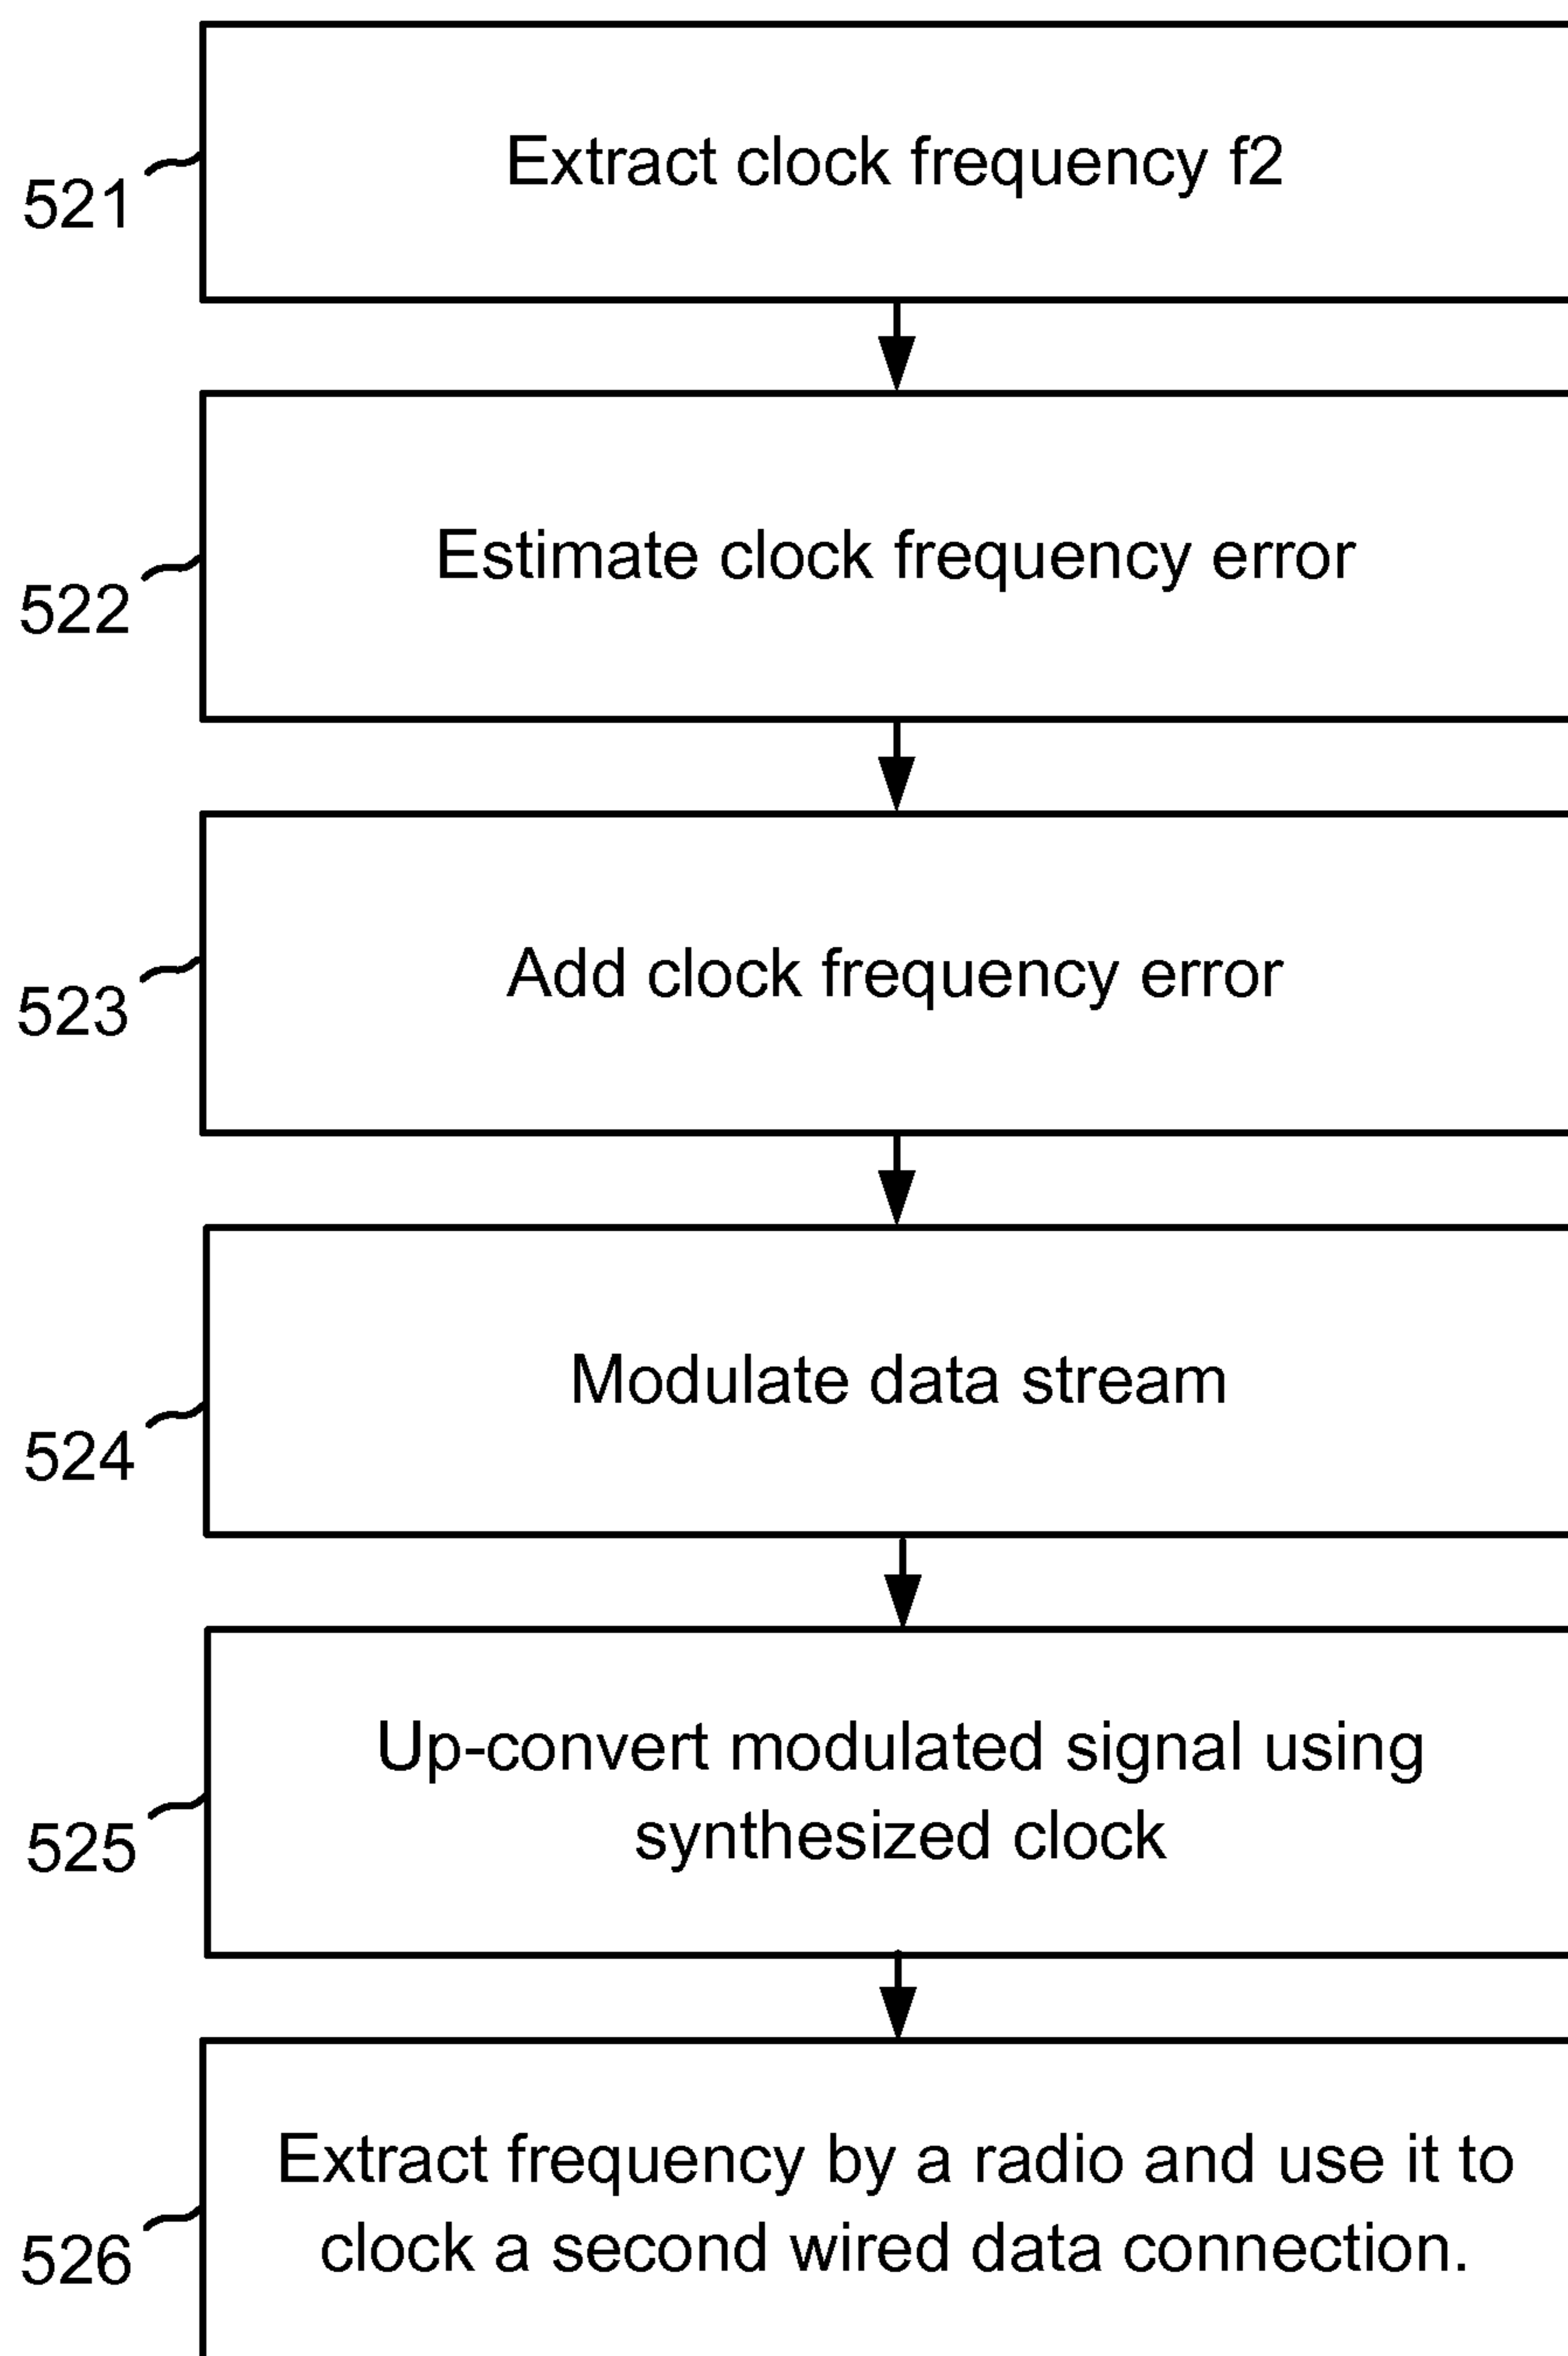 Extract clock frequency f2
521
Estimate clock frequency error
522
Add clock frequency error
523
Modulate data stream
524
Up-convert modulated signal using
synthesized clock
525
Extract frequency by a radio and use it to
clock a second wired data connection.
526